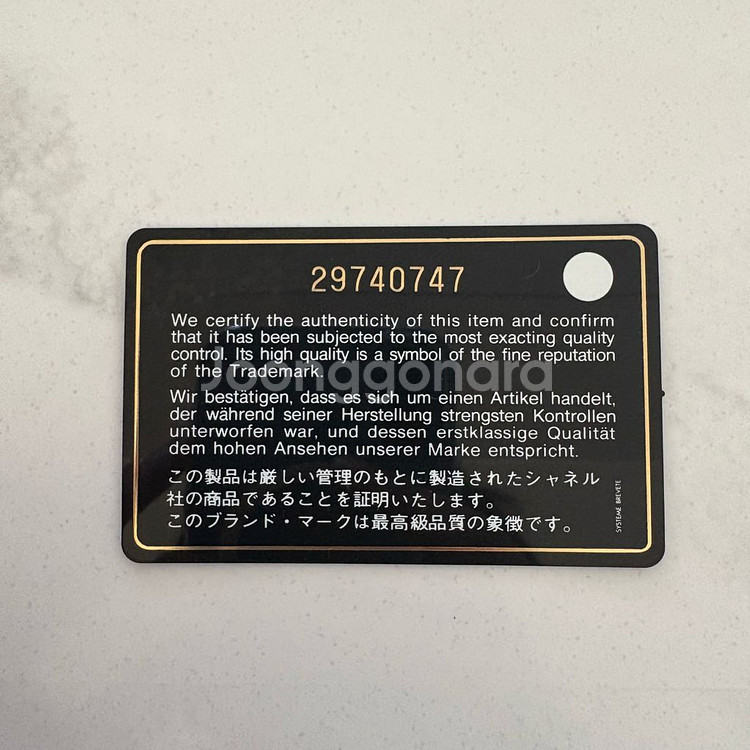 29740747
We certify the authenticity of this item and confirm
that it has been subjected to the most exacting quality
control. Its high quality is a symbol of the fine reputation
of the Trademark.
Joonggonara
Wir bestätigen, dass es sich um einen Artikel handelt,
der während seiner Herstellung strengsten Kontrollen
unterworfen war, und dessen erstklassige Qualität
dem hohen Ansehen unserer Marke entspricht.
この製品は厳しい管理のもとに製造されたシャネル
社の商品であることを証明いたします。
このブランド・マークは最高級品質の象徴です。
SYSTEME BREVETE